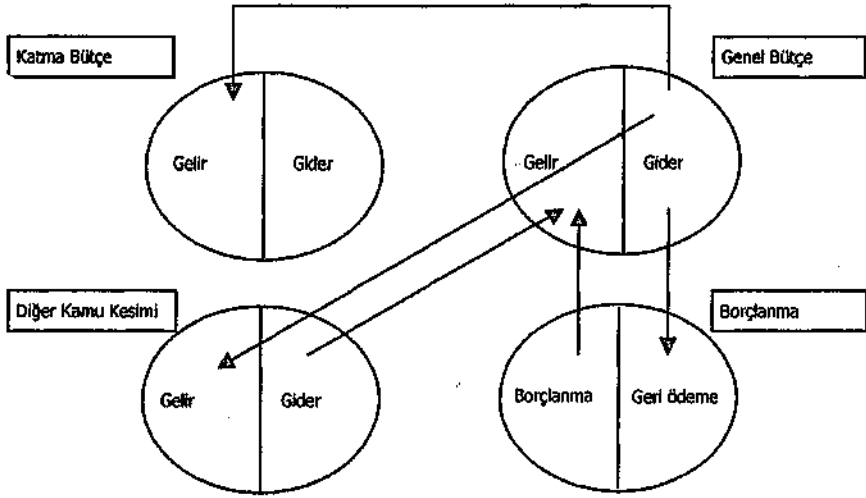 Katma Bütçe
Genel Bütçe
Gelir
Gider
Gelir
Gider
Diğer Kamu Kesimi
Borçlanma
Gelir
Gider
Borçlanma
Geri ödeme